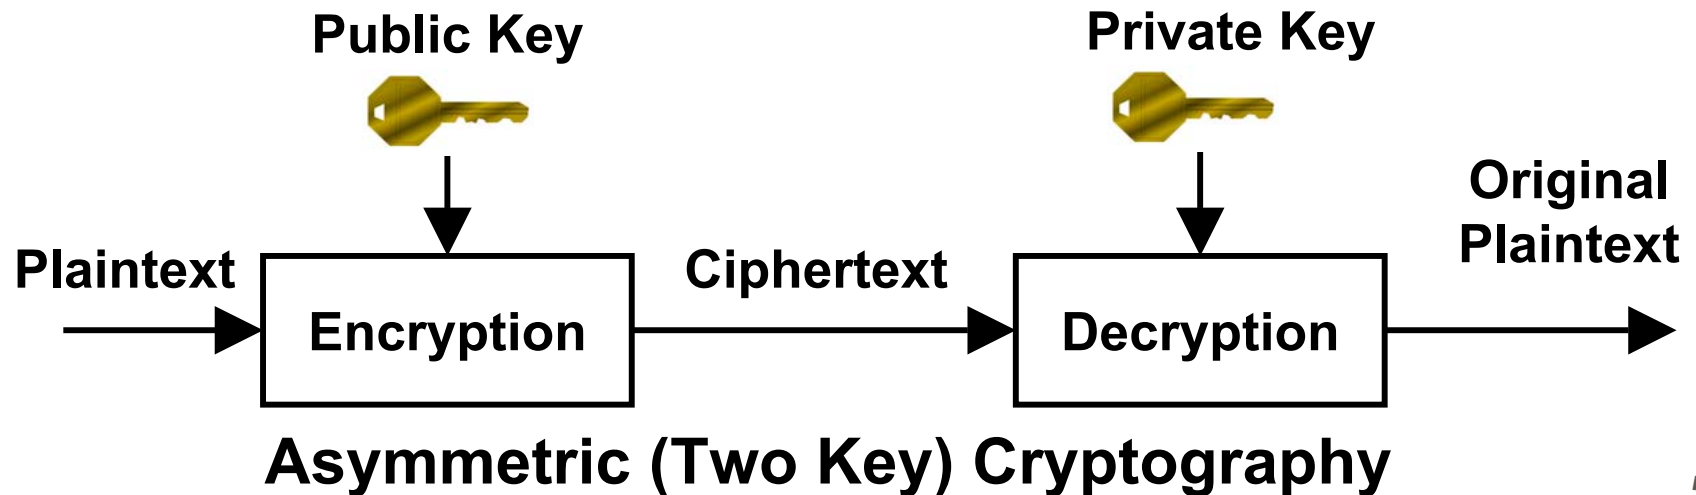 Public Key
Private Key
Original
Plaintext
Plaintext
Ciphertext
Encryption
Decryption
Asymmetric (Two Key) Cryptography